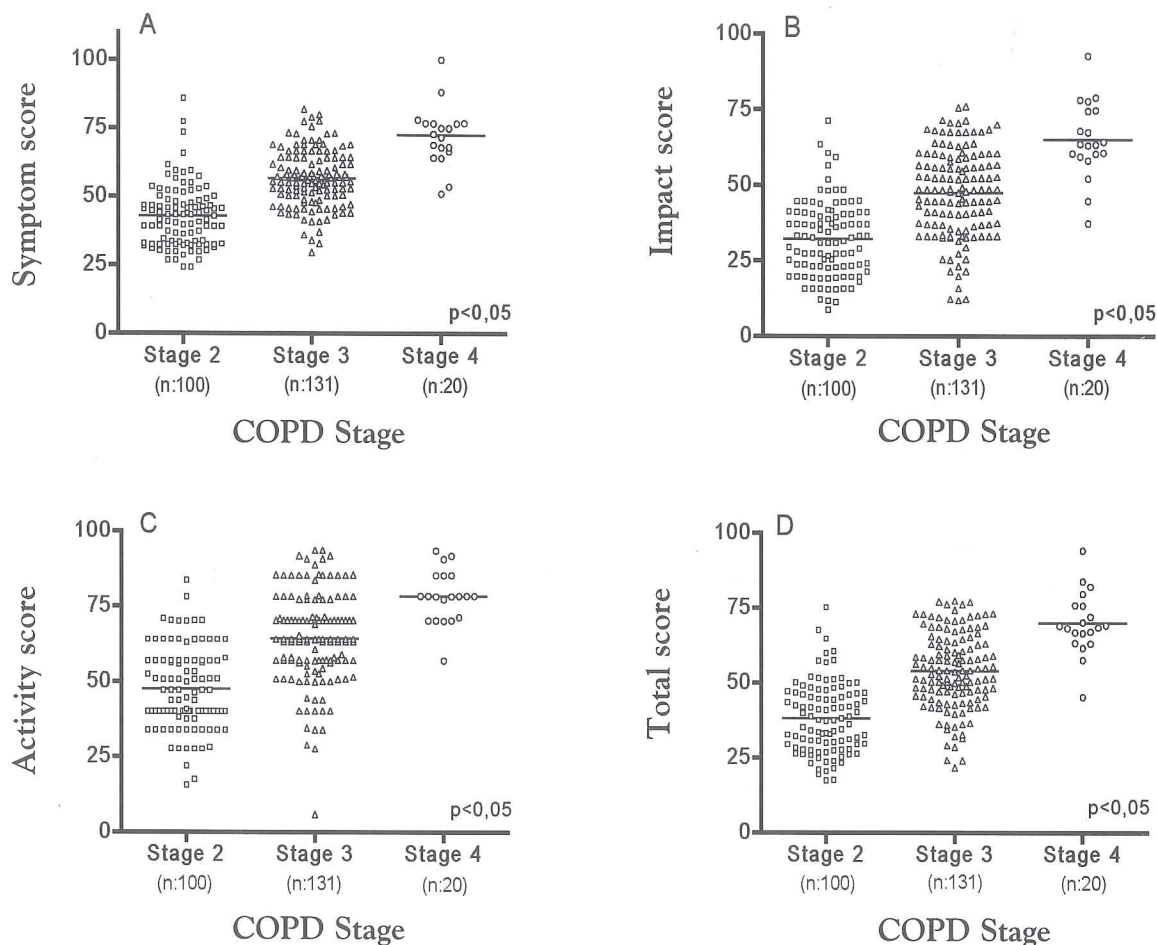 A
Symptom score
100
75
50
25
0
p<0,05
Stage 2
Stage 3
Stage 4
(n:100)
(n:131)
(n:20)
COPD Stage
B
Impact score
100
75
50
25
0
p<0,05
Stage 2
Stage 3
Stage 4
(n:100)
(n:131)
(n:20)
COPD Stage
C
Activity score
100
75
50
25
0
p<0,05
Stage 2
Stage 3
Stage 4
(n:100)
(n:131)
(n:20)
COPD Stage
D
Total score
100
75
50
25
0
p<0,05
Stage 2
Stage 3
Stage 4
(n:100)
(n:131)
(n:20)
COPD Stage